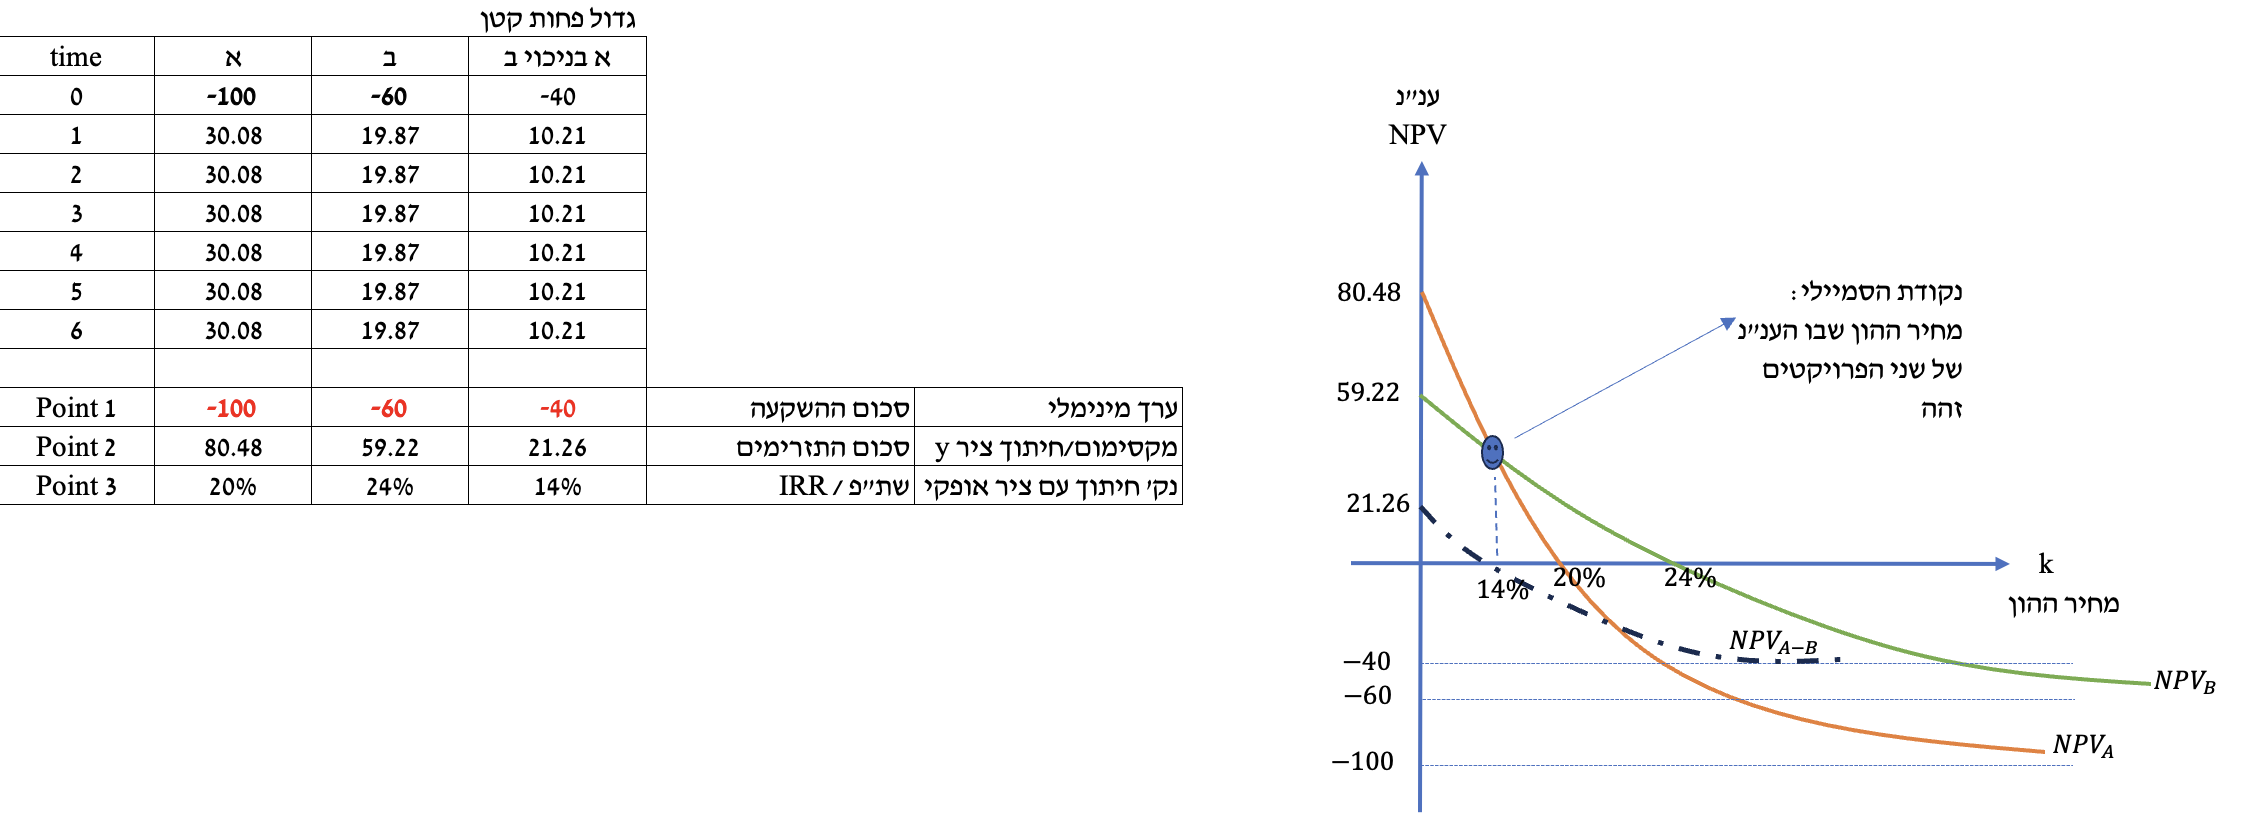 גדול פחות קטן
time א ב א בניכוי ב
0 -100 -60 -40
1 30.08 19.87 10.21
2 30.08 19.87 10.21
3 30.08 19.87 10.21
4 30.08 19.87 10.21
5 30.08 19.87 10.21
6 30.08 19.87 10.21
Point 1 -100 -60 -40 סכום ההשקעה ערך מינימלי
Point 2 80.48 59.22 21.26 סכום התזרימים מקסימום/חיתוך ציר y
Point 3 20% 24% 14% שת״פ / IRR נק׳ חיתוך עם ציר אופקי
ענ״נ
NPV
80.48
59.22
21.26
נקודת הסמיילי:
מחיר ההון שבו הענ״נ
של שני הפרויקטים
זהה
14%
20%
24%
k
מחיר ההון
−40
−60
−100
NPV_{A−B}
NPV_B
NPV_A